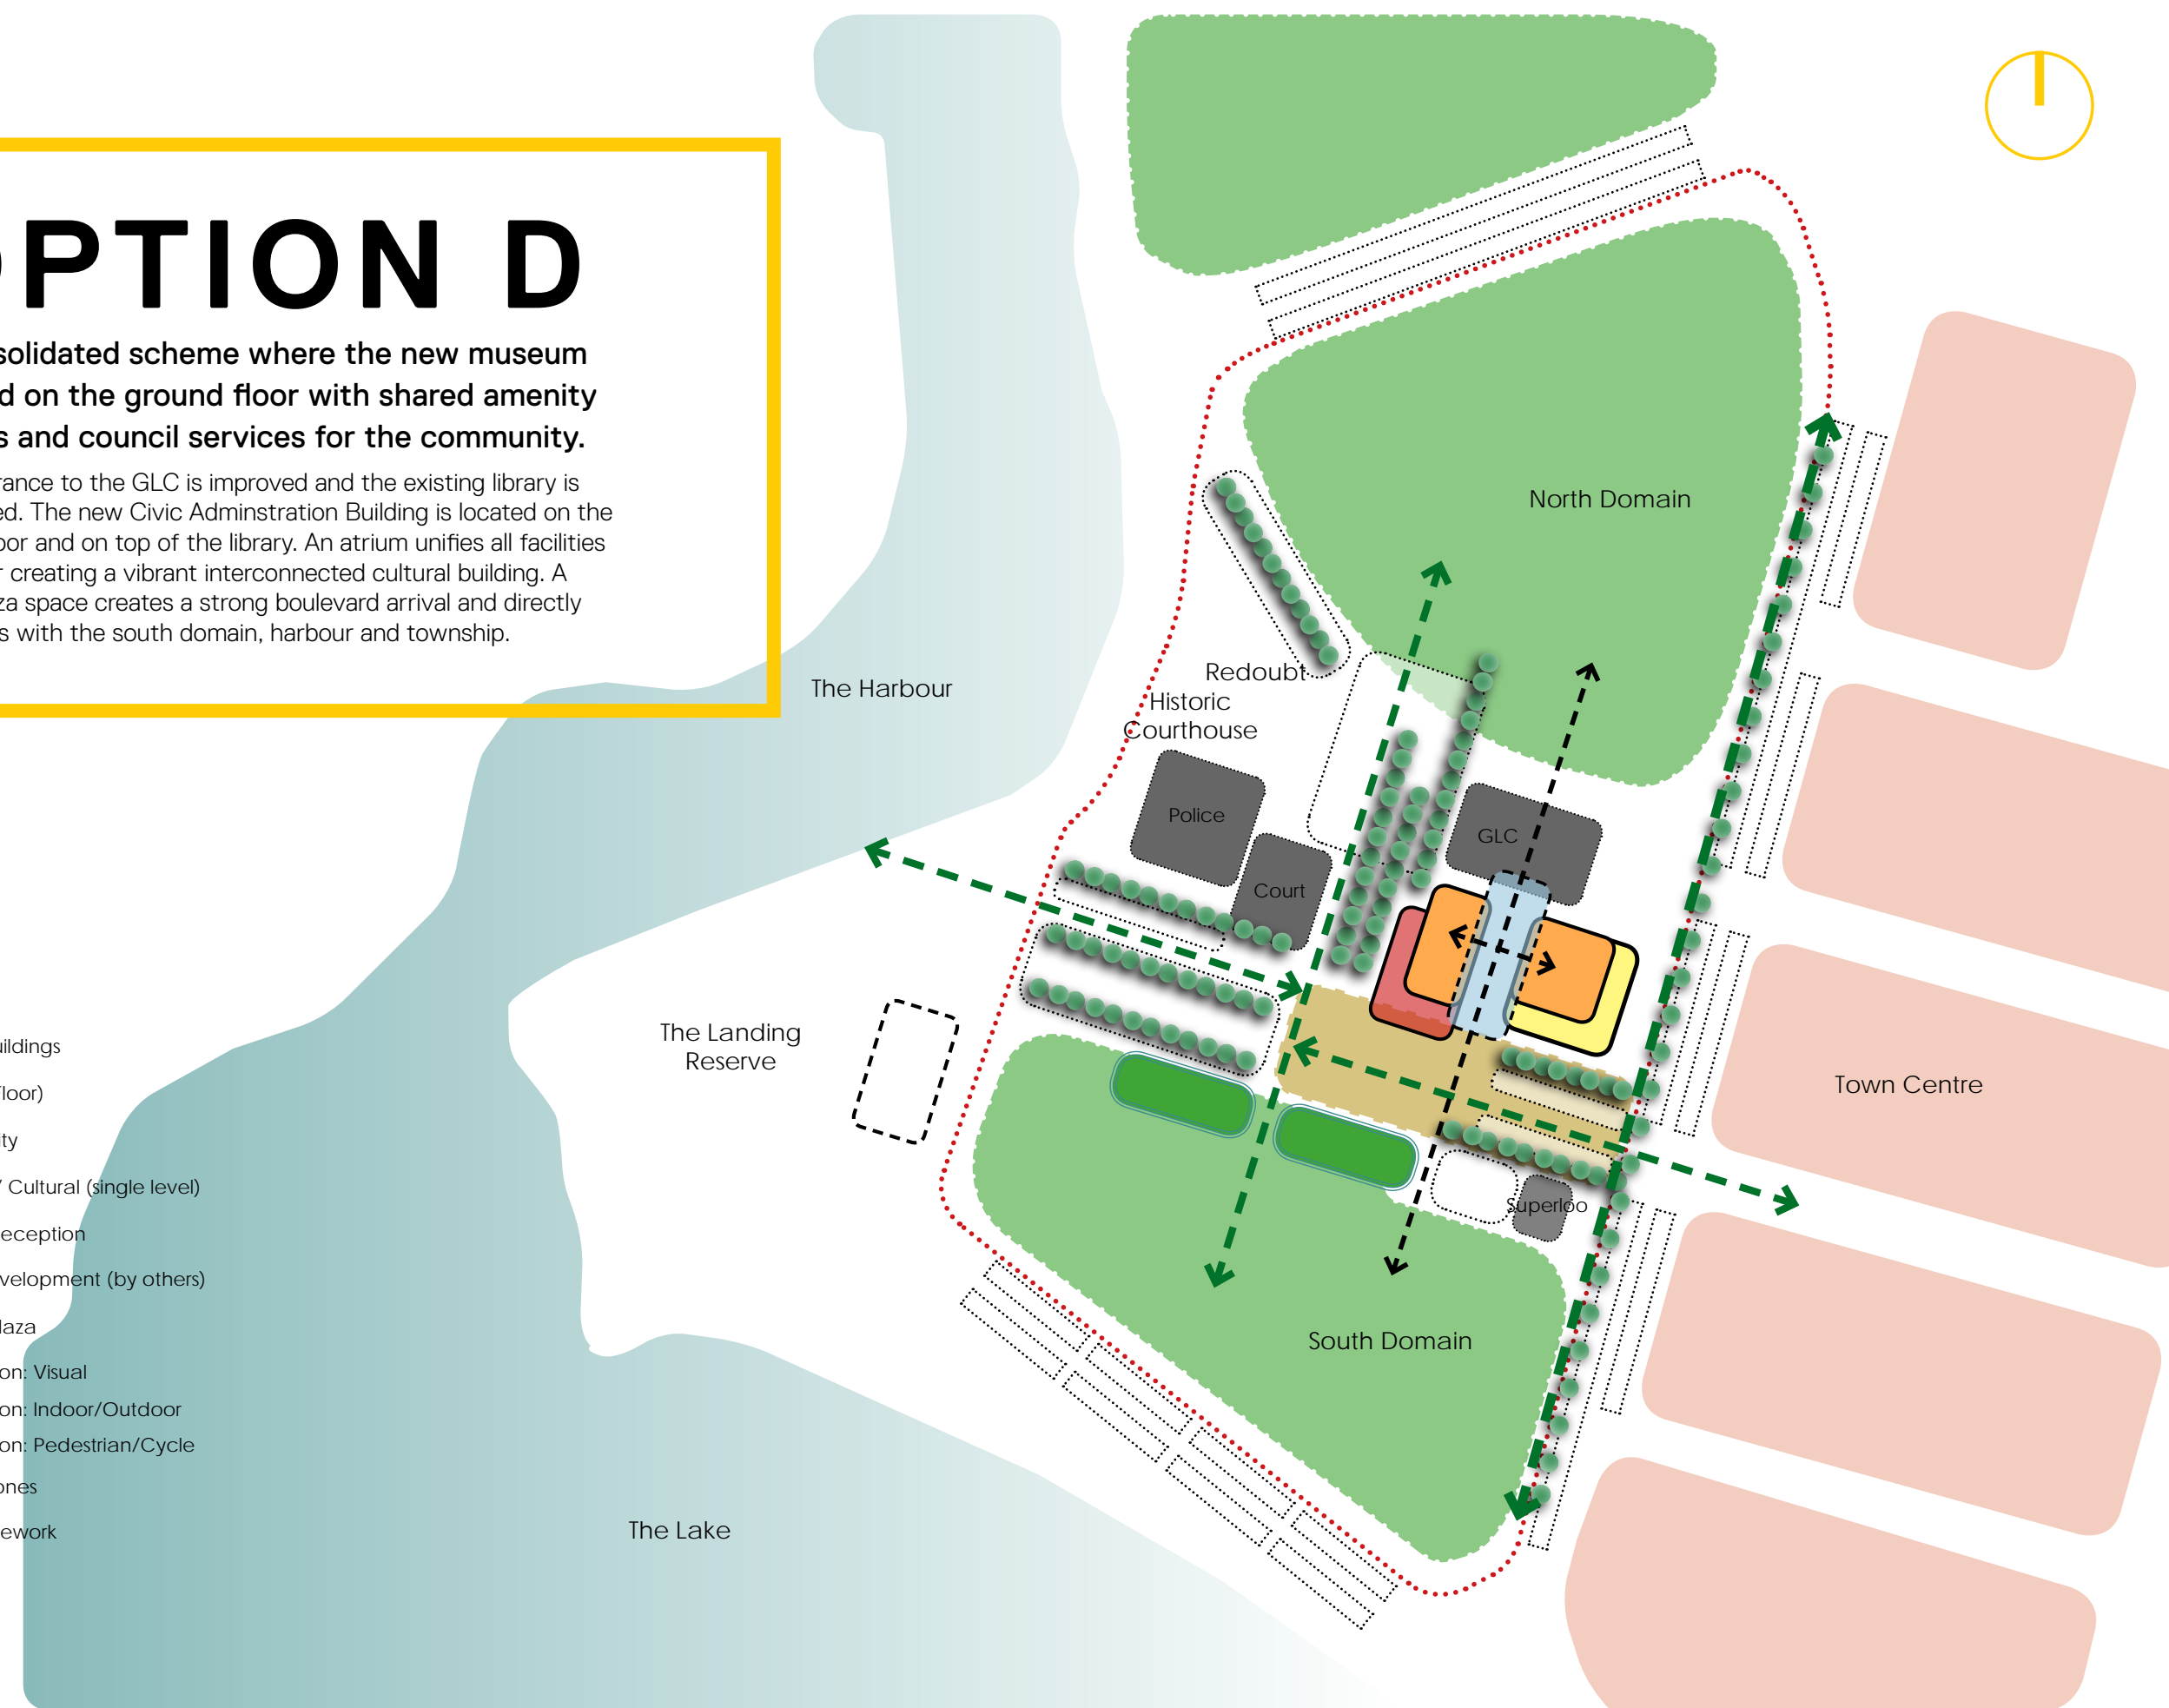 OPTION D
solidated scheme where the new museum
d on the ground floor with shared amenity
s and council services for the community.
rance to the GLC is improved and the existing library is
ed. The new Civic Adminstration Building is located on the
oor and on top of the library. An atrium unifies all facilities
r creating a vibrant interconnected cultural building. A
za space creates a strong boulevard arrival and directly
s with the south domain, harbour and township.
North Domain
Redoubt
The Harbour
Historic
Courthouse
Police
GLC
Court
The Landing
Reserve
Town Centre
Superloo
South Domain
The Lake
uildings
Floor)
ity
/ Cultural (single level)
eception
velopment (by others)
laza
on: Visual
on: Indoor/Outdoor
on: Pedestrian/Cycle
ones
ework